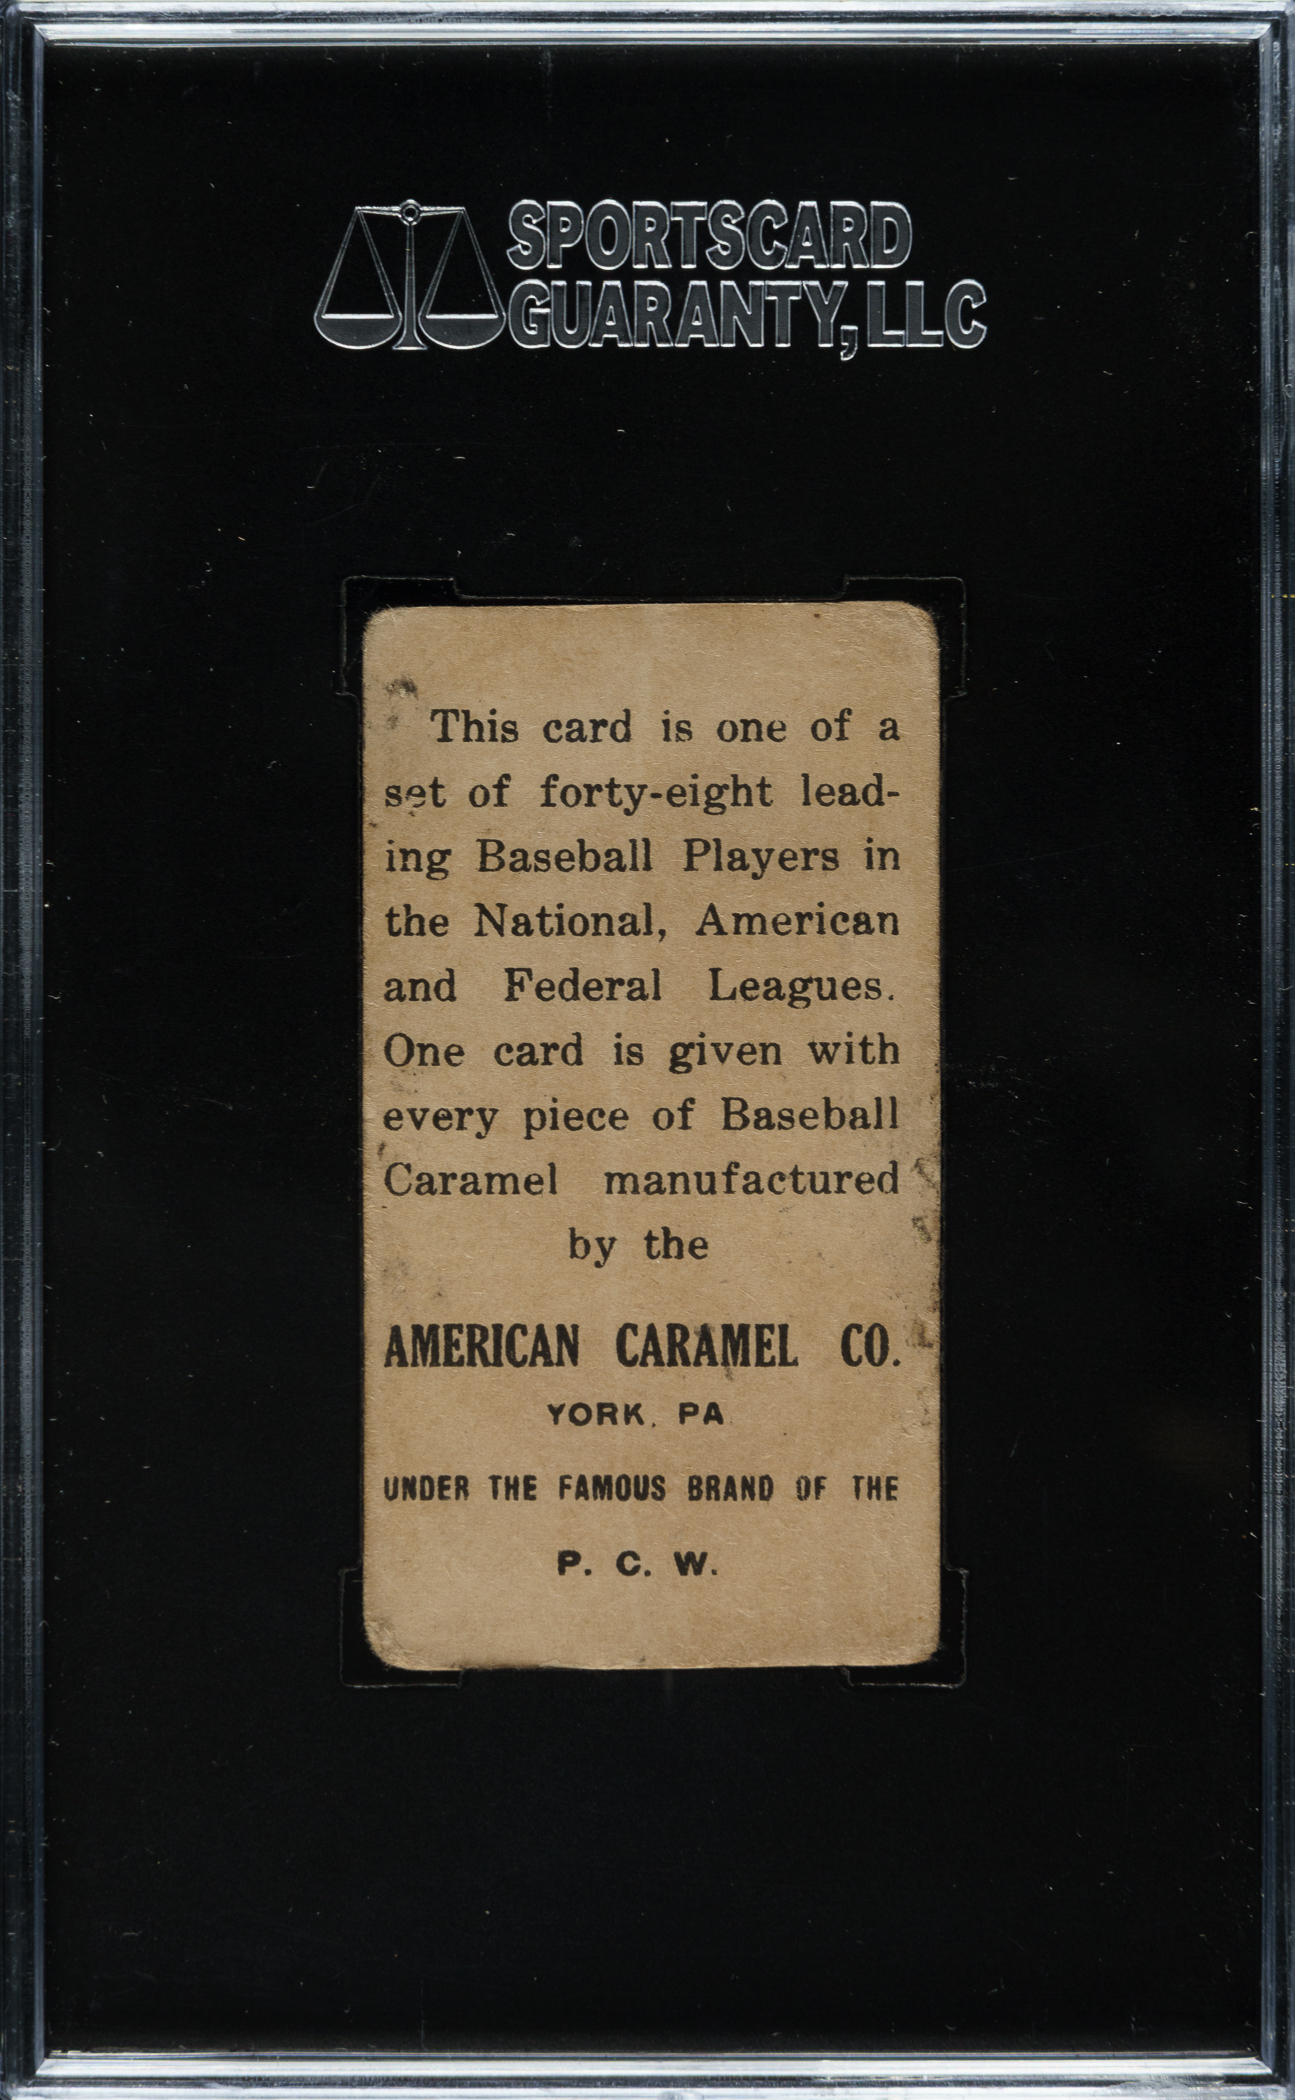 SPORTSCARD
GUARANTY, LLC
This card is one of a
set of forty-eight lead-
ing Baseball Players in
the National, American
and Federal Leagues.
One card is given with
every piece of Baseball
Caramel manufactured
by the
AMERICAN CARAMEL CO.
YORK, PA
UNDER THE FAMOUS BRAND OF THE
P. C. W.